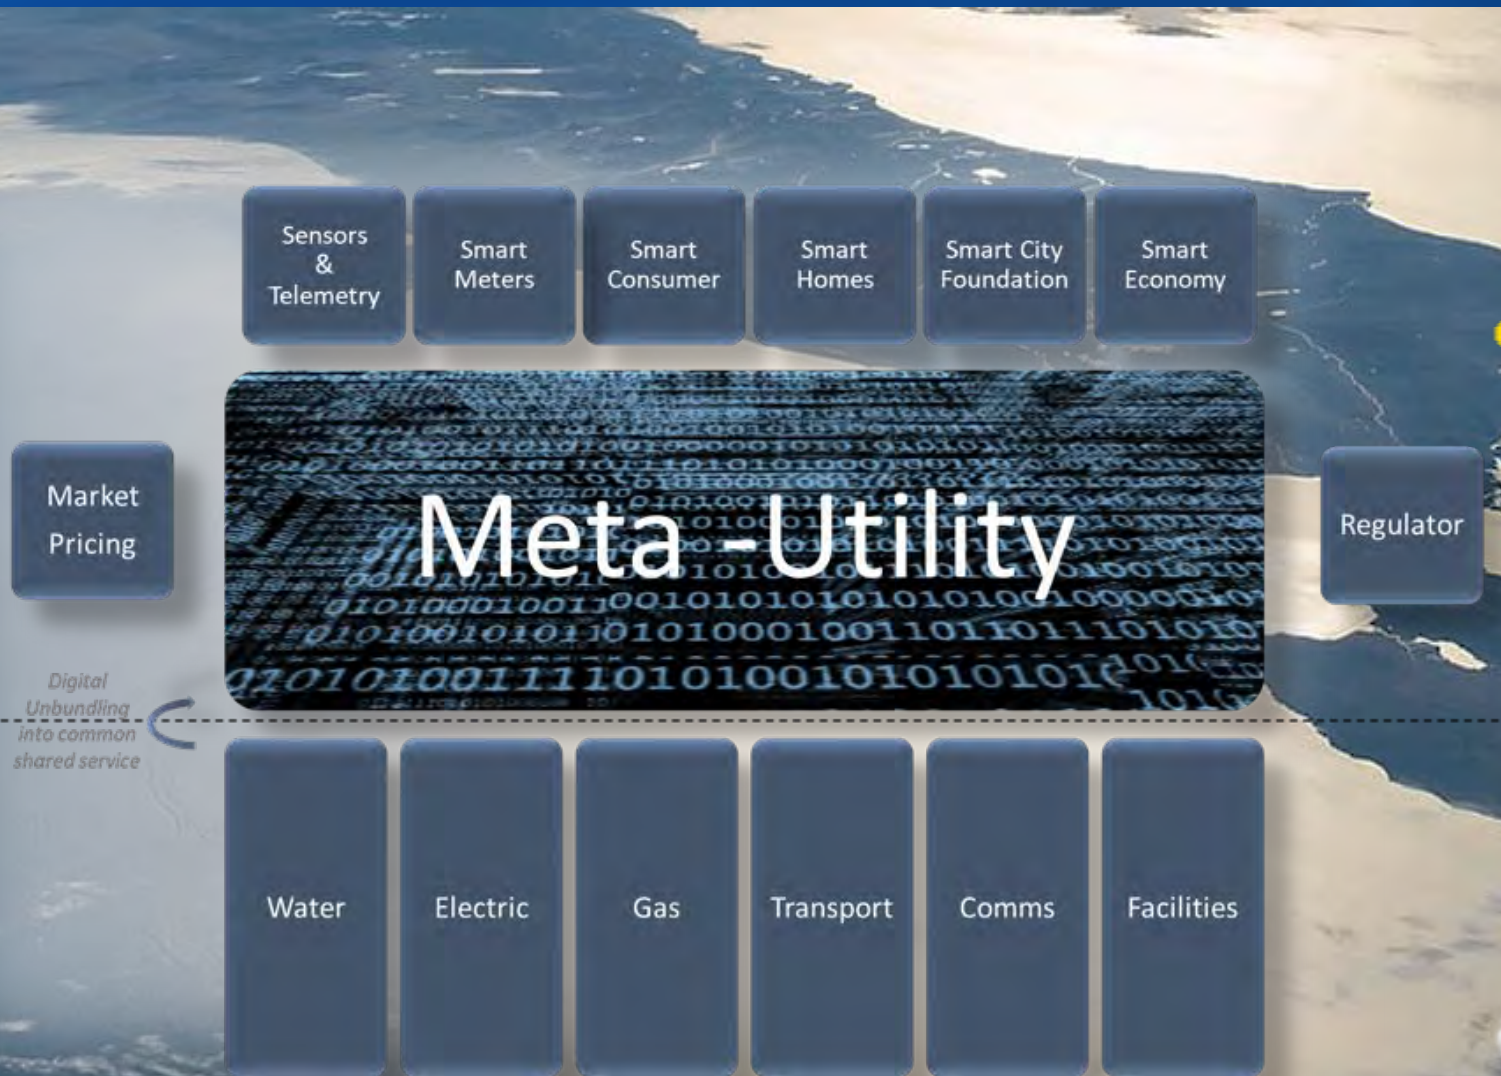 Sensors
&
Telemetry
Smart
Meters
Smart
Consumer
Smart
Homes
Smart City
Foundation
Smart
Economy
Market
Pricing
Meta -Utility
Regulator
Digital
Unbundling
into common
shared service
Water
Electric
Gas
Transport
Comms
Facilities